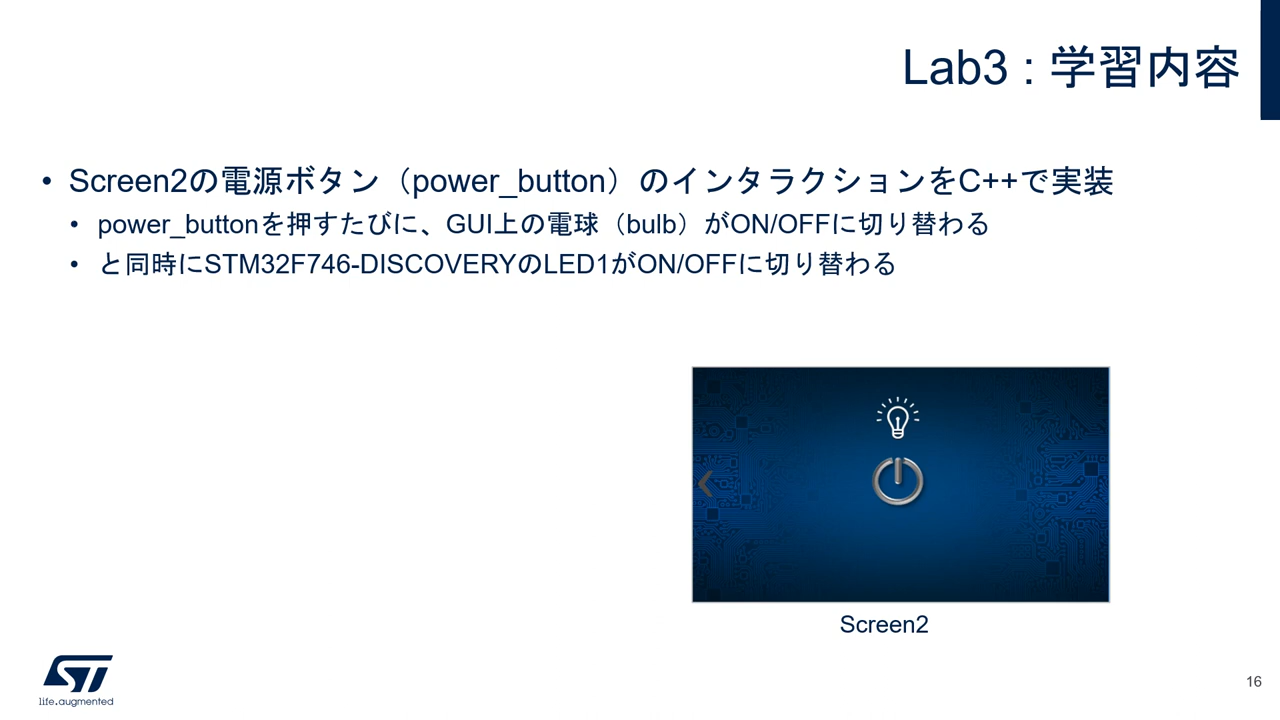 Lab3 : 学習内容
• Screen2の電源ボタン（power_button）のインタラクションをC++で実装
• power_buttonを押すたびに、GUI上の電球（bulb）がON/OFFに切り替わる
• と同時にSTM32F746-DISCOVERYのLED1がON/OFFに切り替わる
Screen2
ST
life.augmented
16